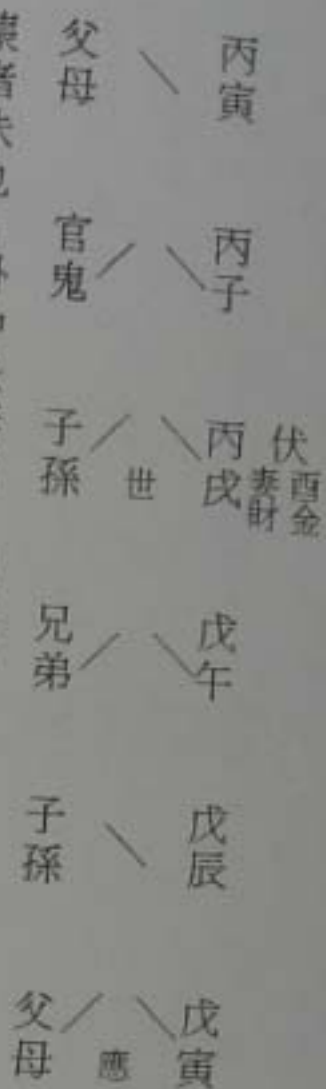 父母 丙寅
官鬼 丙子
子孫 世 丙戌 伏 酉金 妻財
兄弟 戊午
子孫 戊辰
父母 應 戊寅